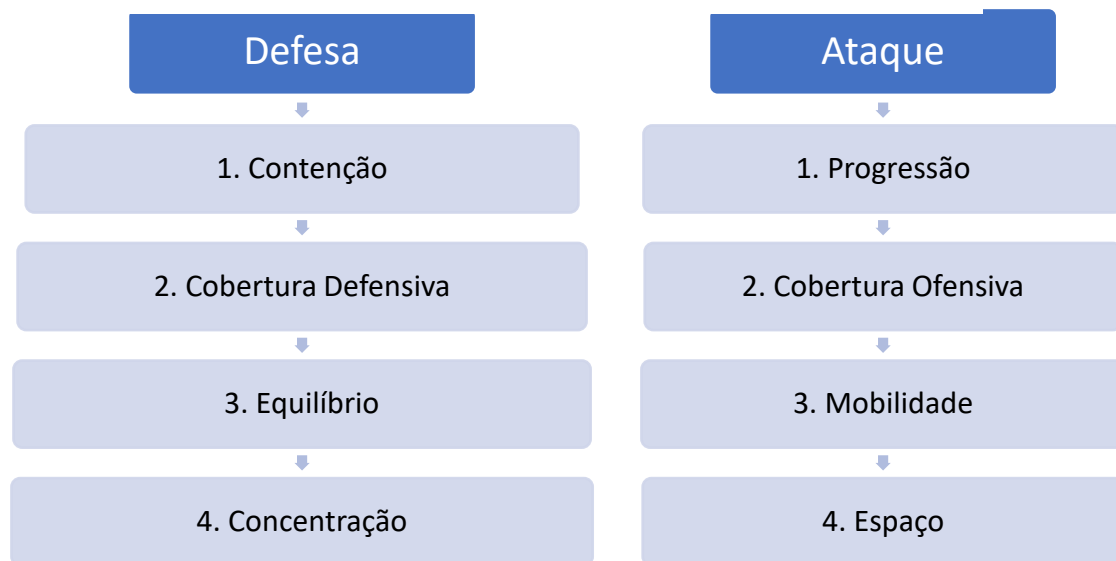 Defesa
1. Contenção
2. Cobertura Defensiva
3. Equilíbrio
4. Concentração
Ataque
1. Progressão
2. Cobertura Ofensiva
3. Mobilidade
4. Espaço